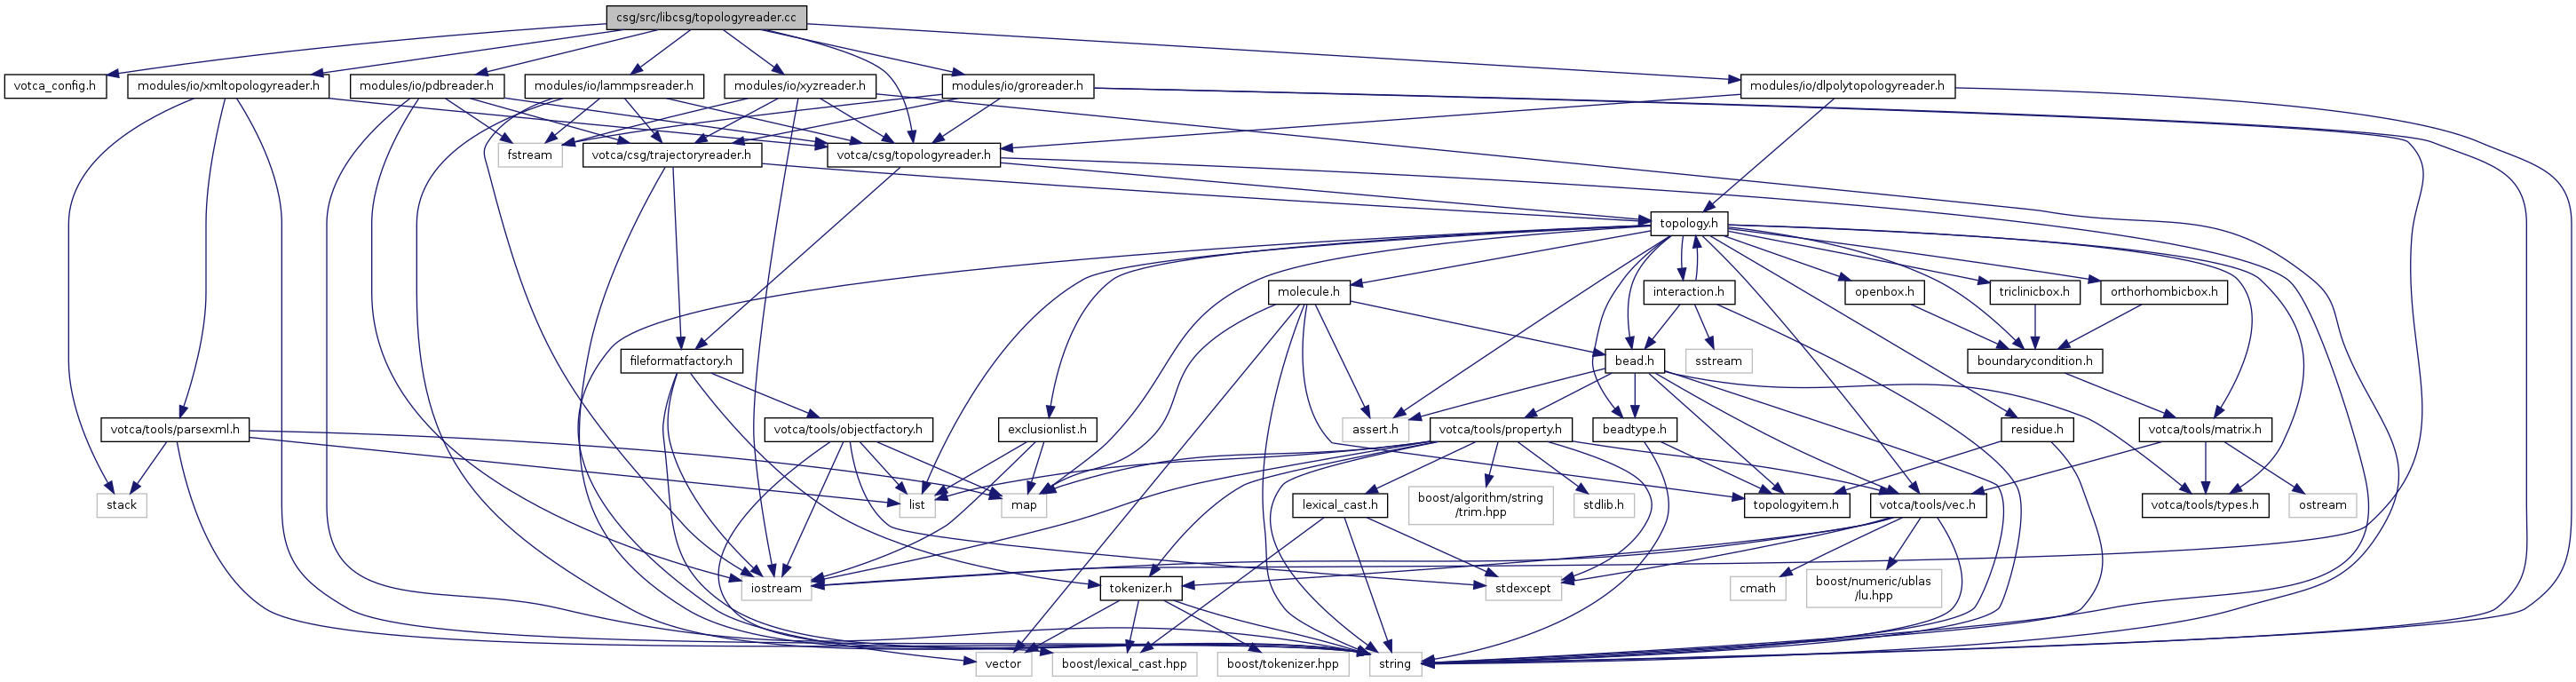 csg/src/libcsg/topologyreader.cc
votca_config.h
modules/io/xmltopologyreader.h
modules/io/pdbreader.h
modules/io/lammpsreader.h
modules/io/xyzreader.h
modules/io/groreader.h
modules/io/dlpolytopologyreader.h
fstream
votca/csg/trajectoryreader.h
votca/csg/topologyreader.h
topology.h
molecule.h
interaction.h
openbox.h
triclinicbox.h
orthorhombicbox.h
fileformatfactory.h
bead.h
sstream
boundarycondition.h
votca/tools/parsexml.h
votca/tools/objectfactory.h
exclusionlist.h
assert.h
votca/tools/property.h
beadtype.h
residue.h
votca/tools/matrix.h
stack
list
map
lexical_cast.h
boost/algorithm/string
/trim.hpp
stdlib.h
topologyitem.h
votca/tools/vec.h
votca/tools/types.h
ostream
iostream
tokenizer.h
stdexcept
cmath
boost/numeric/ublas
/lu.hpp
vector
boost/lexical_cast.hpp
boost/tokenizer.hpp
string